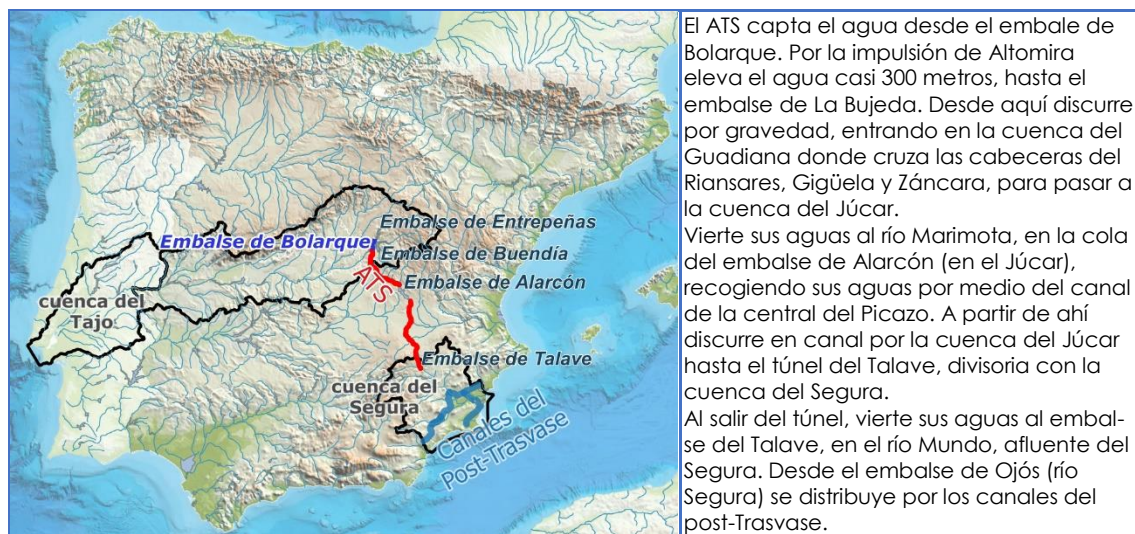 Embalse de Entrepeñas
Embalse de Bolarque
Embalse de Buendía
ATS
Embalse de Alarcón
cuenca del
Tajo
Embalse de Talave
cuenca del
Segura
Canales del
Post-Trasvase
El ATS capta el agua desde el embale de
Bolarque. Por la impulsión de Altomira
eleva el agua casi 300 metros, hasta el
embalse de La Bujeda. Desde aquí discurre
por gravedad, entrando en la cuenca del
Guadiana donde cruza las cabeceras del
Riansares, Gigüela y Záncara, para pasar a
la cuenca del Júcar.
Vierte sus aguas al río Marimota, en la cola
del embalse de Alarcón (en el Júcar),
recogiendo sus aguas por medio del canal
de la central del Picazo. A partir de ahí
discurre en canal por la cuenca del Júcar
hasta el túnel del Talave, divisoria con la
cuenca del Segura.
Al salir del túnel, vierte sus aguas al embal-
se del Talave, en el río Mundo, afluente del
Segura. Desde el embalse de Ojós (río
Segura) se distribuye por los canales del
post-Trasvase.